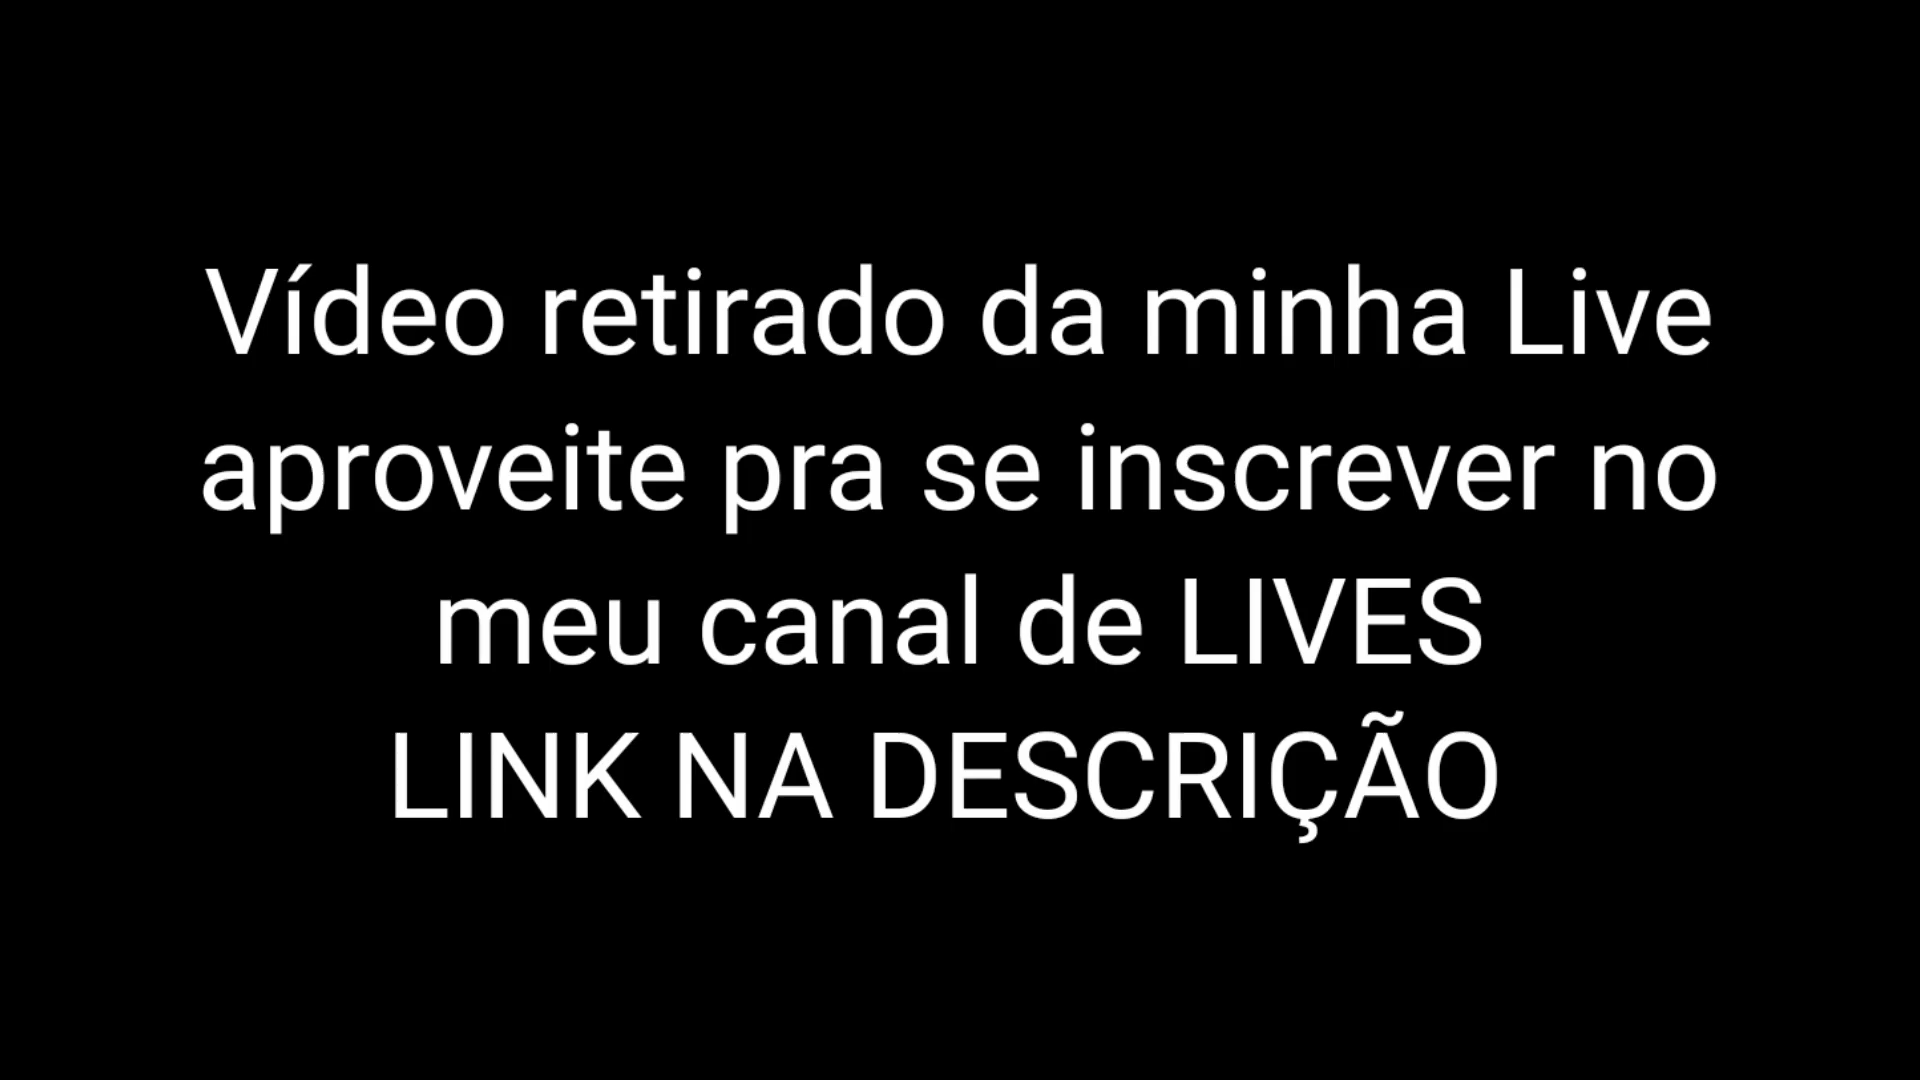 Vídeo retirado da minha Live
aproveite pra se inscrever no
meu canal de LIVES
LINK NA DESCRIÇÃO